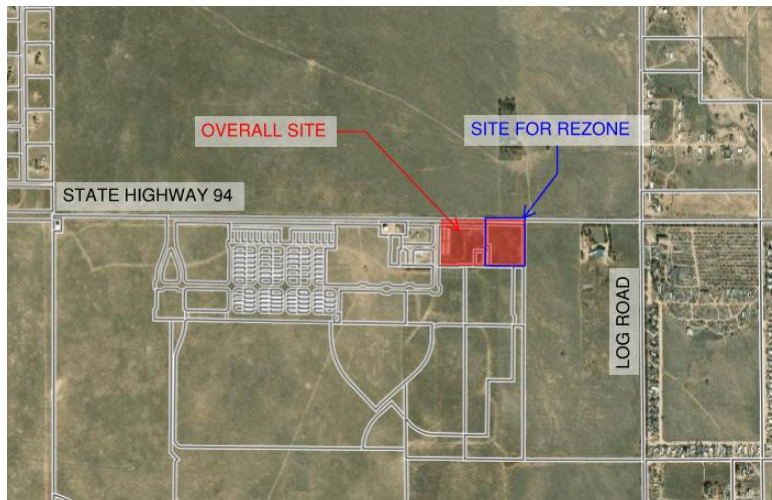 OVERALL SITE
SITE FOR REZONE
STATE HIGHWAY 94
LOG ROAD